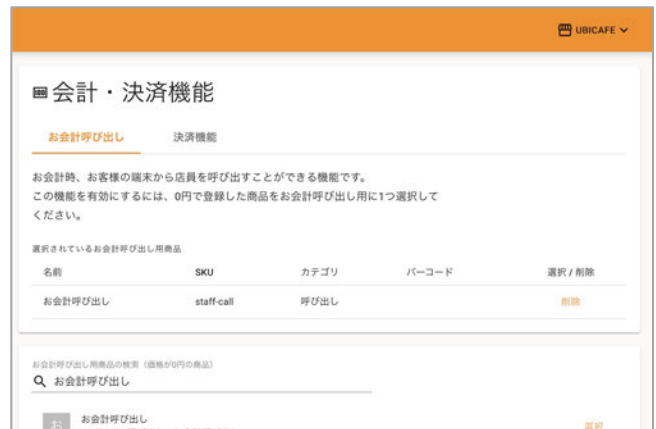 UBICAFE
会計・決済機能
お会計呼び出し 決済機能
お会計時、お客様の端末から店員を呼び出すことができる機能です。
この機能を有効にするには、0円で登録した商品をお会計呼び出し用に1つ選択して
ください。
選択されているお会計呼び出し用商品
名前 SKU カテゴリ バーコード 選択 / 削除
お会計呼び出し staff-call 呼び出し 削除
お会計呼び出し用商品の検索（価格が0円の商品）
お会計呼び出し
お お会計呼び出し 選択